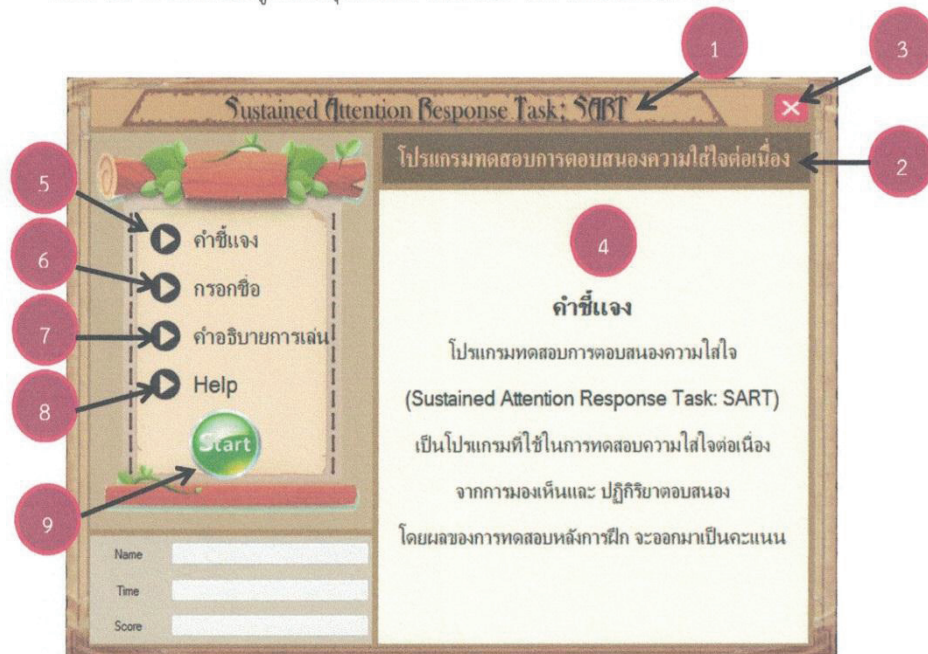 1
3
Sustained Attention Response Task; SART
โปรแกรมทดสอบการตอบสนองความใส่ใจต่อเนื่อง
2
5
คำชี้แจง
6
กรอกชื่อ
7
คำอธิบายการเล่น
8
Help
Start
9
Name
Time
Score
4
คำชี้แจง
โปรแกรมทดสอบการตอบสนองความใส่ใจ
(Sustained Attention Response Task: SART)
เป็นโปรแกรมที่ใช้ในการทดสอบความใส่ใจต่อเนื่อง
จากการมองเห็นและ ปฏิกิริยาตอบสนอง
โดยผลของการทดสอบหลังการฝึก จะออกมาเป็นคะแนน